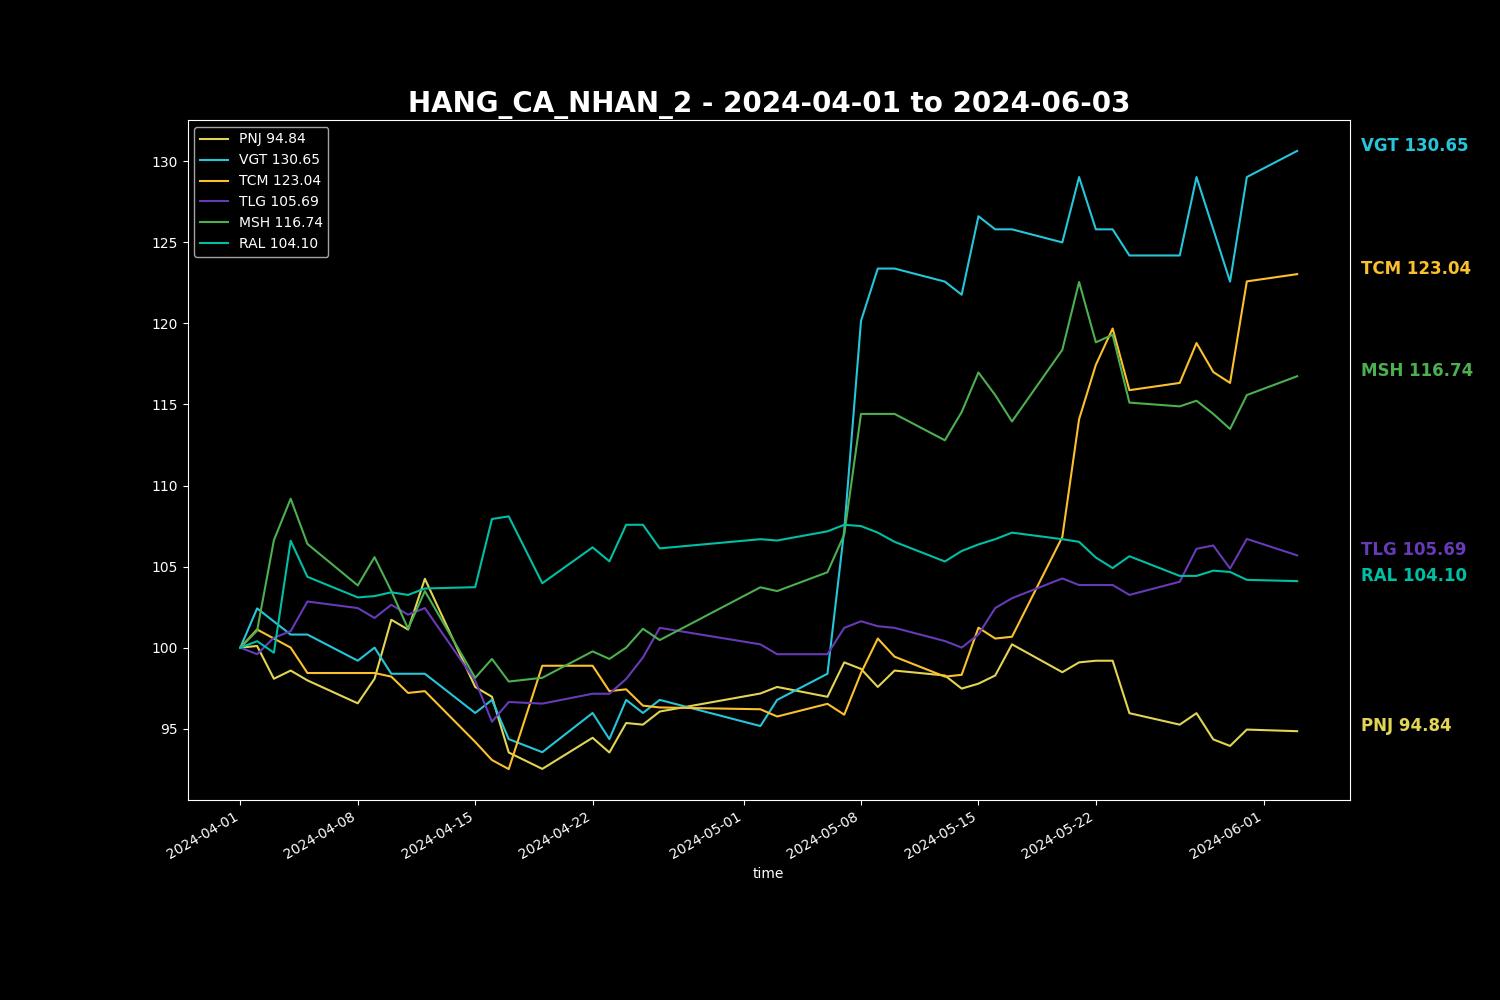 HANG_CA_NHAN_2 - 2024-04-01 to 2024-06-03
PNJ 94.84
VGT 130.65
TCM 123.04
TLG 105.69
MSH 116.74
RAL 104.10
130
125
120
115
110
105
100
95
VGT 130.65
TCM 123.04
MSH 116.74
TLG 105.69
RAL 104.10
PNJ 94.84
2024-04-01
2024-04-08
2024-04-15
2024-04-22
2024-05-01
2024-05-08
2024-05-15
2024-05-22
2024-06-01
time